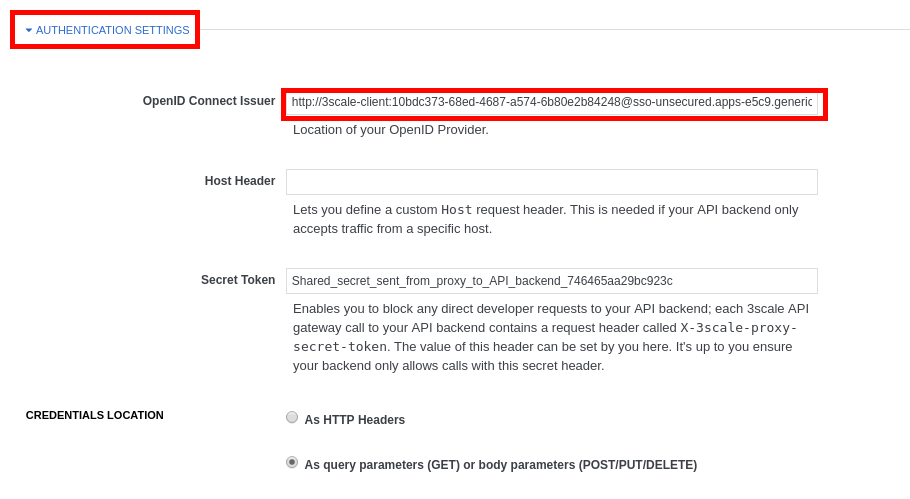 AUTHENTICATION SETTINGS
OpenID Connect Issuer
http://3scale-client:10bdc373-68ed-4687-a574-6b80e2b84248@sso-unsecured.apps-e5c9.generic
Location of your OpenID Provider.
Host Header
Lets you define a custom Host request header. This is needed if your API backend only
accepts traffic from a specific host.
Secret Token
Shared_secret_sent_from_proxy_to_API_backend_746465aa29bc923c
Enables you to block any direct developer requests to your API backend; each 3scale API
gateway call to your API backend contains a request header called X-3scale-proxy-
secret-token. The value of this header can be set by you here. It's up to you ensure
your backend only allows calls with this secret header.
CREDENTIALS LOCATION
As HTTP Headers
As query parameters (GET) or body parameters (POST/PUT/DELETE)